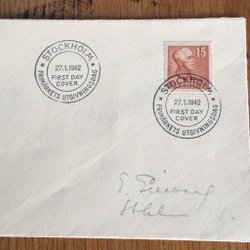 STOCKHOLM
27.1.1942
FIRST DAY
COVER
FRIMÄRKETS UTGIVNINGSDAG
15
STOCKHOLM
27.1.1942
FIRST DAY
COVER
FRIMÄRKETS UTGIVNINGSDAG